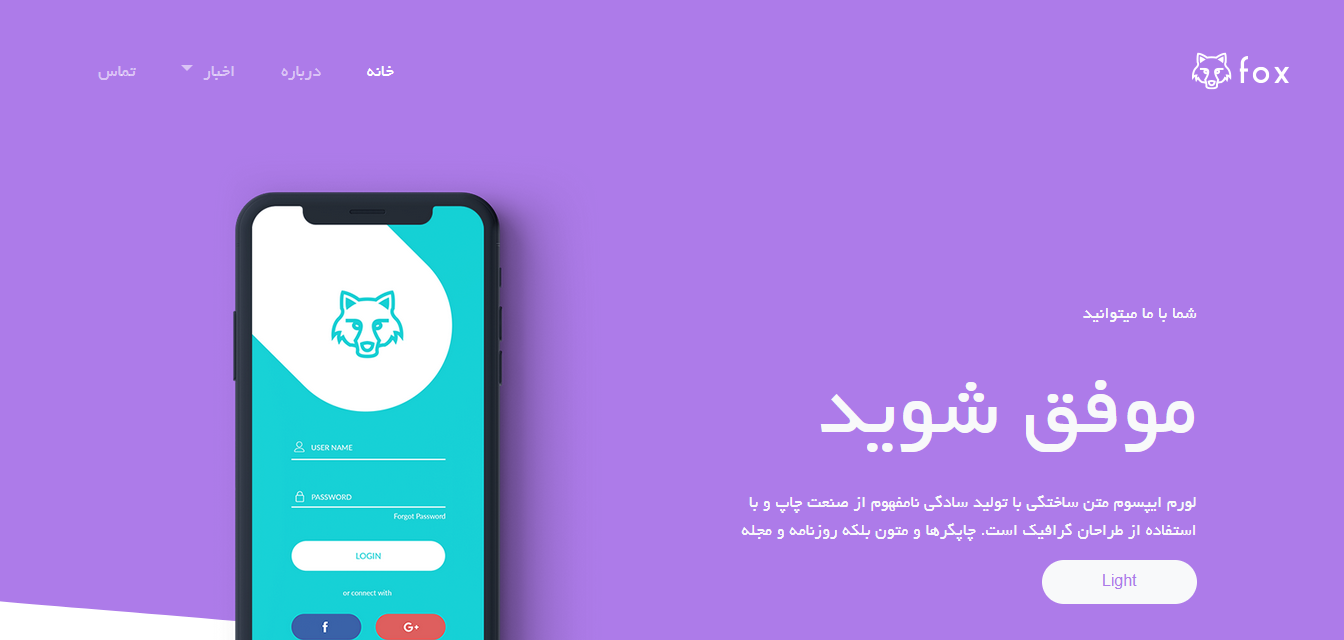 fox
خانه
درباره
اخبار
تماس
شما با ما میتوانید
موفق شوید
لورم ایپسوم متن ساختگی با تولید سادگی نامفهوم از صنعت چاپ و با
استفاده از طراحان گرافیک است. چاپگرها و متون بلکه روزنامه و مجله
Light
USER NAME
PASSWORD
Forgot Password
LOGIN
or connect with
f
G+